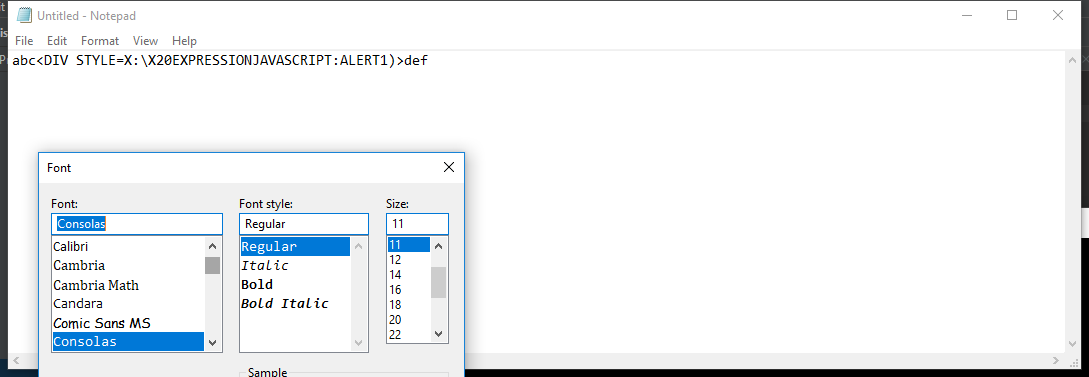 Untitled - Notepad
File Edit Format View Help
abc<DIV STYLE=X:\X20EXPRESSIONJAVASCRIPT:ALERT1)>def
Font
Font: Font style: Size:
Consolas Regular 11
Calibri Regular 11
Cambria Italic 12
Cambria Math Bold 14
Candara Bold Italic 16
Comic Sans MS 18
Consolas 20
22
Sample